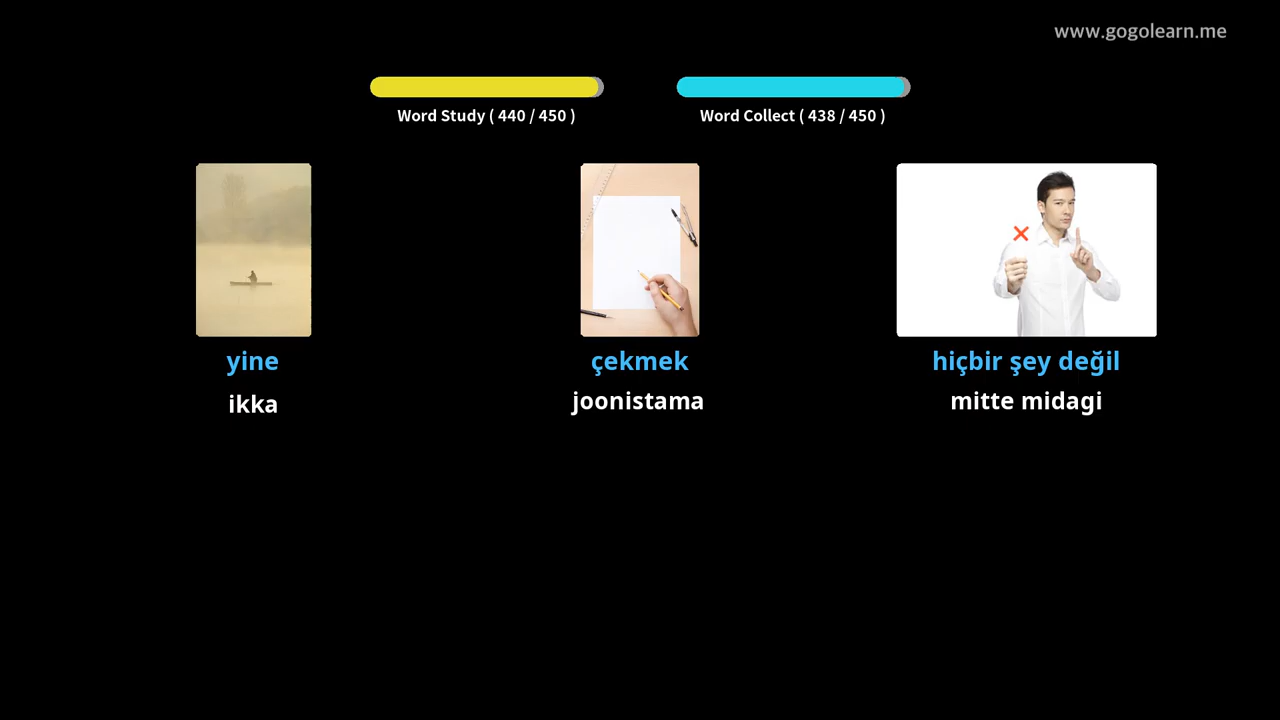 www.gogolearn.me
Word Study ( 440 / 450 )
Word Collect ( 438 / 450 )
yine
çekmek
hiçbir şey değil
ikka
joonistama
mitte midagi